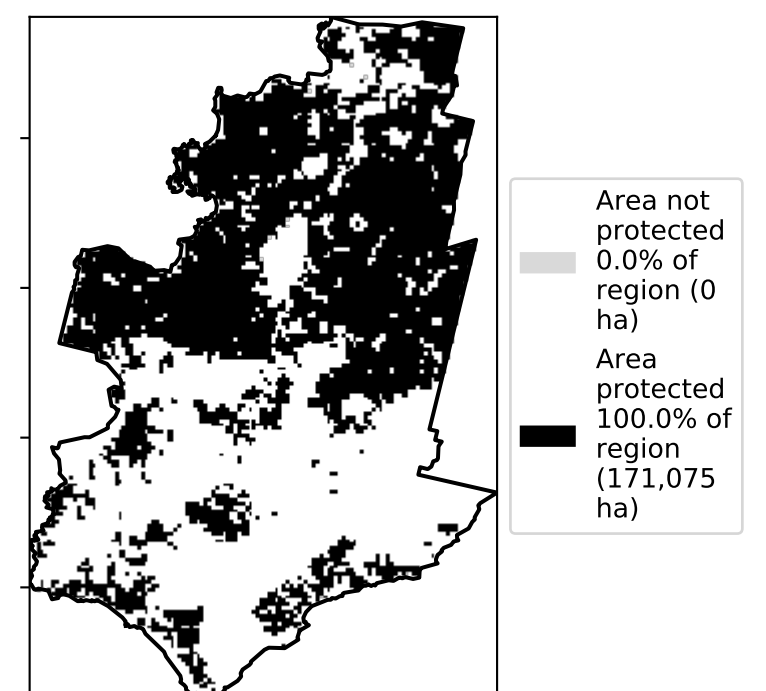 Area not
protected
0.0% of
region (0
ha)
Area
protected
100.0% of
region
(171,075
ha)